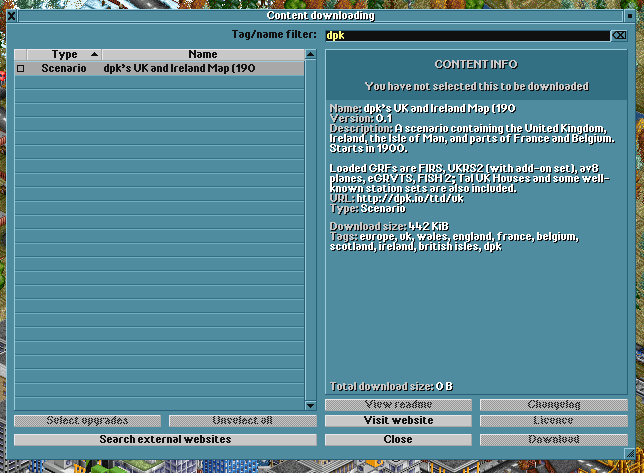 Content downloading
Tag/name filter: dpk
Type Name
Scenario dpk's UK and Ireland Map (190
CONTENT INFO
You have not selected this to be downloaded
Name: dpk's UK and Ireland Map (190
Version: 0.1
Description: A scenario containing the United Kingdom,
Ireland, the Isle of Man, and parts of France and Belgium.
Starts in 1900.
Loaded GRFs are FIRS, UKRS2 (with add-on set), av8
planes, eGRVTS, FISH 2; TaI UK Houses and some well-
known station sets are also included.
URL: http://dpk.io/ttd/uk
Type: Scenario
Download size: 442 KiB
Tags: europe, uk, wales, england, france, belgium,
scotland, ireland, british isles, dpk
Total download size: 0 B
Select upgrades Unselect all View readme Changelog
Visit website Licence
Search external websites Close Download